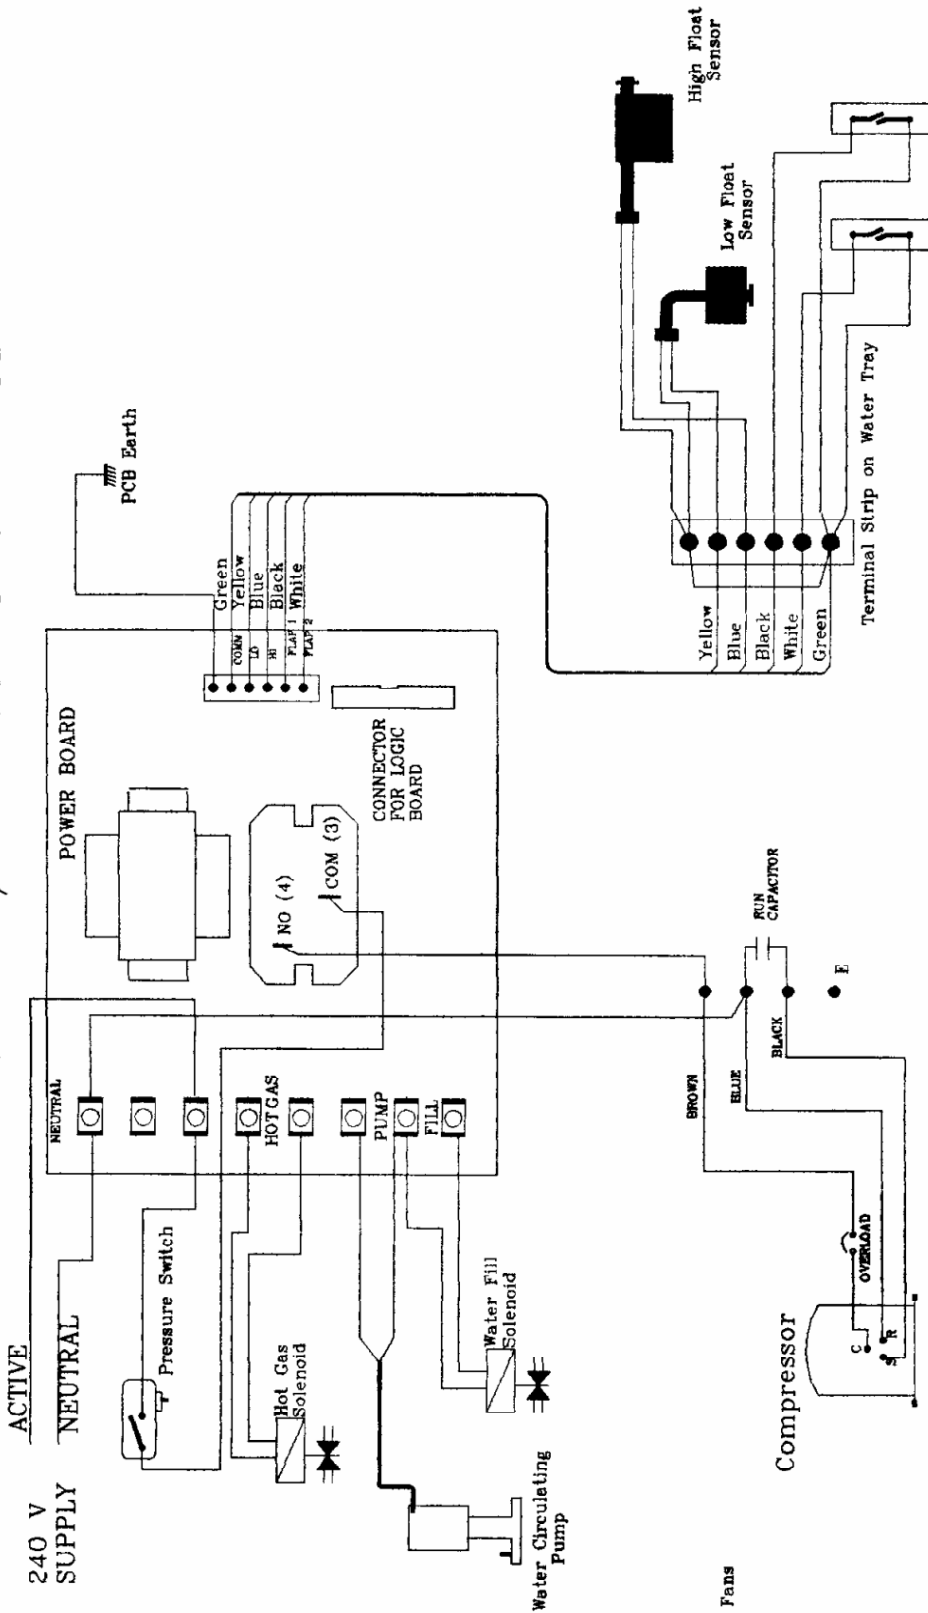 240 V
SUPPLY
ACTIVE
NEUTRAL
Pressure Switch
Hot Gas
Solenoid
Water Circulating
Pump
Water Fill
Solenoid
Fans
Compressor
C
S
R
OVERLOAD
BROWN
BLUE
BLACK
E
RUN
CAPACITOR
POWER BOARD
NEUTRAL
HOT GAS
PUMP
FILL
NO (4)
COM (3)
CONNECTOR
FOR LOGIC
BOARD
COMM
LO
HI
FLAP 1
FLAP 2
Green
Yellow
Blue
Black
White
PCB Earth
Yellow
Blue
Black
White
Green
Terminal Strip on Water Tray
Low Float
Sensor
High Float
Sensor